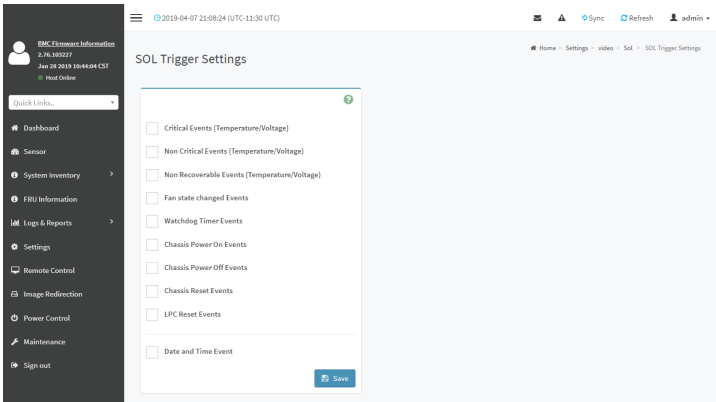 BMC Firmware Information
2.76.103227
Jan 28 2019 10:44:04 CST
Host Online
Quick Links..
Dashboard
Sensor
System Inventory
FRU Information
Logs & Reports
Settings
Remote Control
Image Redirection
Power Control
Maintenance
Sign out
2019-04-07 21:08:24 (UTC-11:30 UTC)
Sync
Refresh
admin
SOL Trigger Settings
Home > Settings > video > Sol > SOL Trigger Settings
Critical Events (Temperature/Voltage)
Non Critical Events (Temperature/Voltage)
Non Recoverable Events (Temperature/Voltage)
Fan state changed Events
Watchdog Timer Events
Chassis Power On Events
Chassis Power Off Events
Chassis Reset Events
LPC Reset Events
Date and Time Event
Save